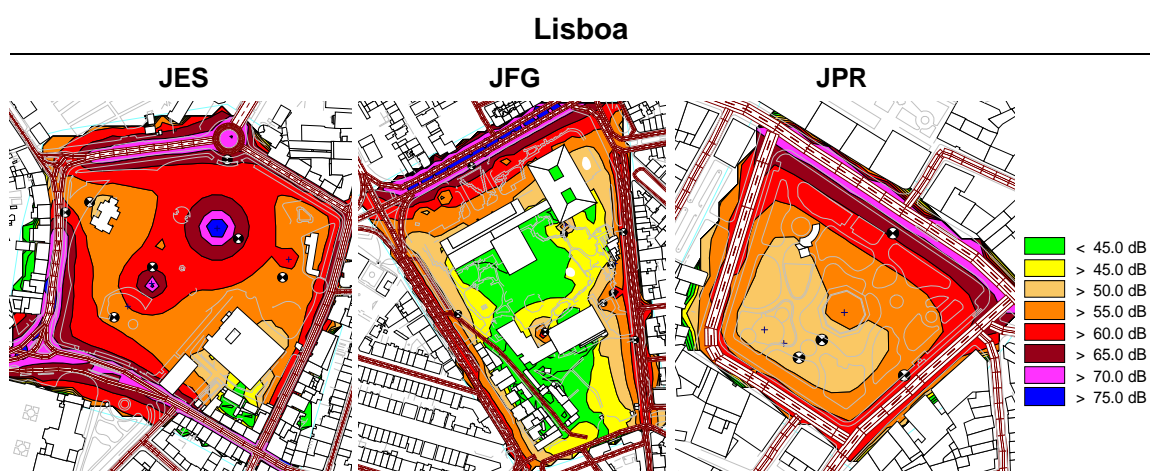 Lisboa
JES
JFG
JPR
< 45.0 dB
> 45.0 dB
> 50.0 dB
> 55.0 dB
> 60.0 dB
> 65.0 dB
> 70.0 dB
> 75.0 dB